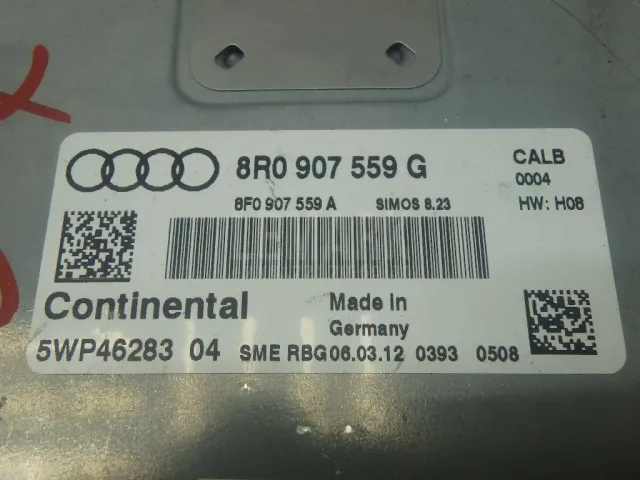 8R0 907 559 G CALB
8F0 907 559 A SIMOS 8.23 0004
HW: H08
Continental
Made In
Germany
5WP46283 04 SME RBG06.03.12 0393 0508